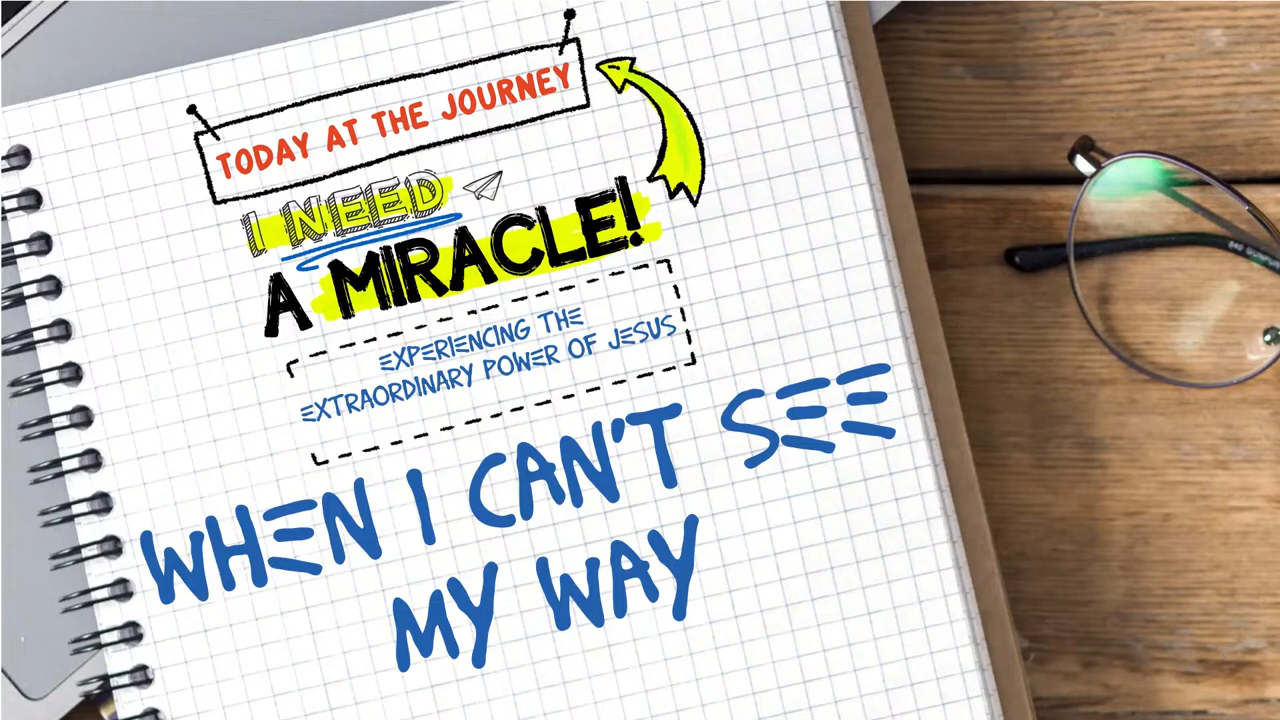 TODAY AT THE JOURNEY
I NEED
A MIRACLE!
EXPERIENCING THE
EXTRAORDINARY POWER OF JESUS
WHEN I CAN'T SEE
MY WAY